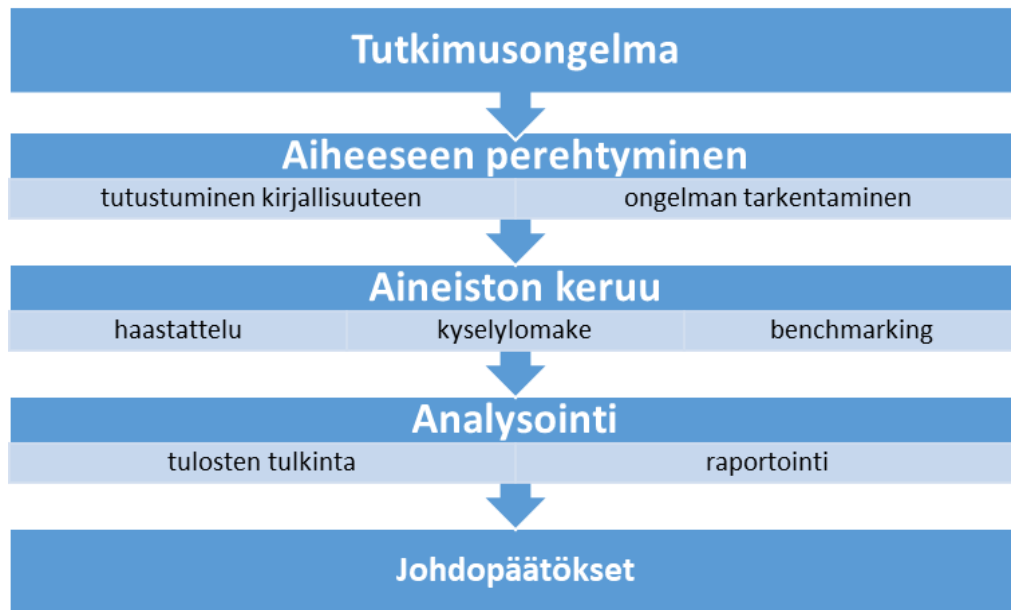 Tutkimusongelma
Aiheeseen perehtyminen
tutustuminen kirjallisuuteen
ongelman tarkentaminen
Aineiston keruu
haastattelu
kyselylomake
benchmarking
Analysointi
tulosten tulkinta
raportointi
Johdopäätökset